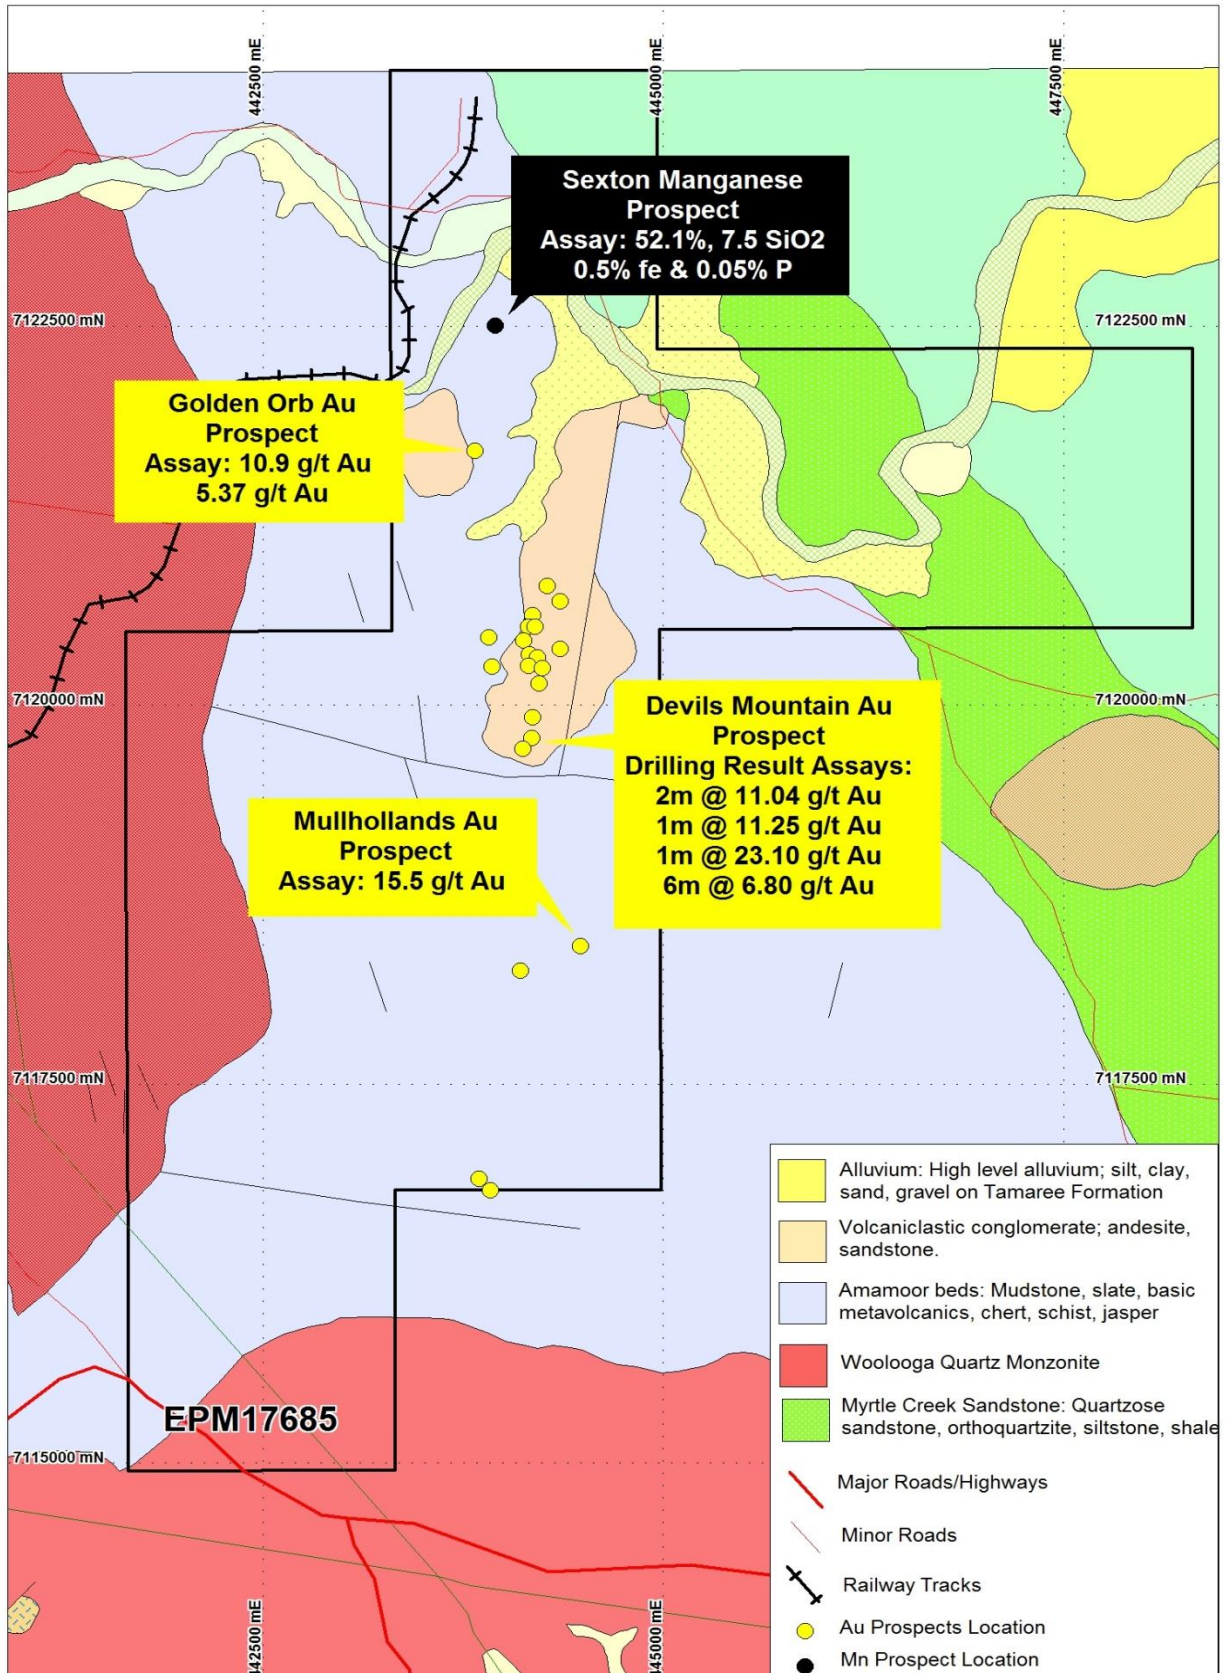 442500 mE
445000 mE
447500 mE
Sexton Manganese
Prospect
Assay: 52.1%, 7.5 SiO2
0.5% fe & 0.05% P
7122500 mN
7122500 mN
Golden Orb Au
Prospect
Assay: 10.9 g/t Au
5.37 g/t Au
7120000 mN
7120000 mN
Devils Mountain Au
Prospect
Drilling Result Assays:
2m @ 11.04 g/t Au
1m @ 11.25 g/t Au
1m @ 23.10 g/t Au
6m @ 6.80 g/t Au
Mullhollands Au
Prospect
Assay: 15.5 g/t Au
7117500 mN
7117500 mN
EPM17685
7115000 mN
442500 mE
445000 mE
Alluvium: High level alluvium; silt, clay,
sand, gravel on Tamaree Formation
Volcaniclastic conglomerate; andesite,
sandstone.
Amamoor beds: Mudstone, slate, basic
metavolcanics, chert, schist, jasper
Woolooga Quartz Monzonite
Myrtle Creek Sandstone: Quartzose
sandstone, orthoquartzite, siltstone, shale
Major Roads/Highways
Minor Roads
Railway Tracks
Au Prospects Location
Mn Prospect Location